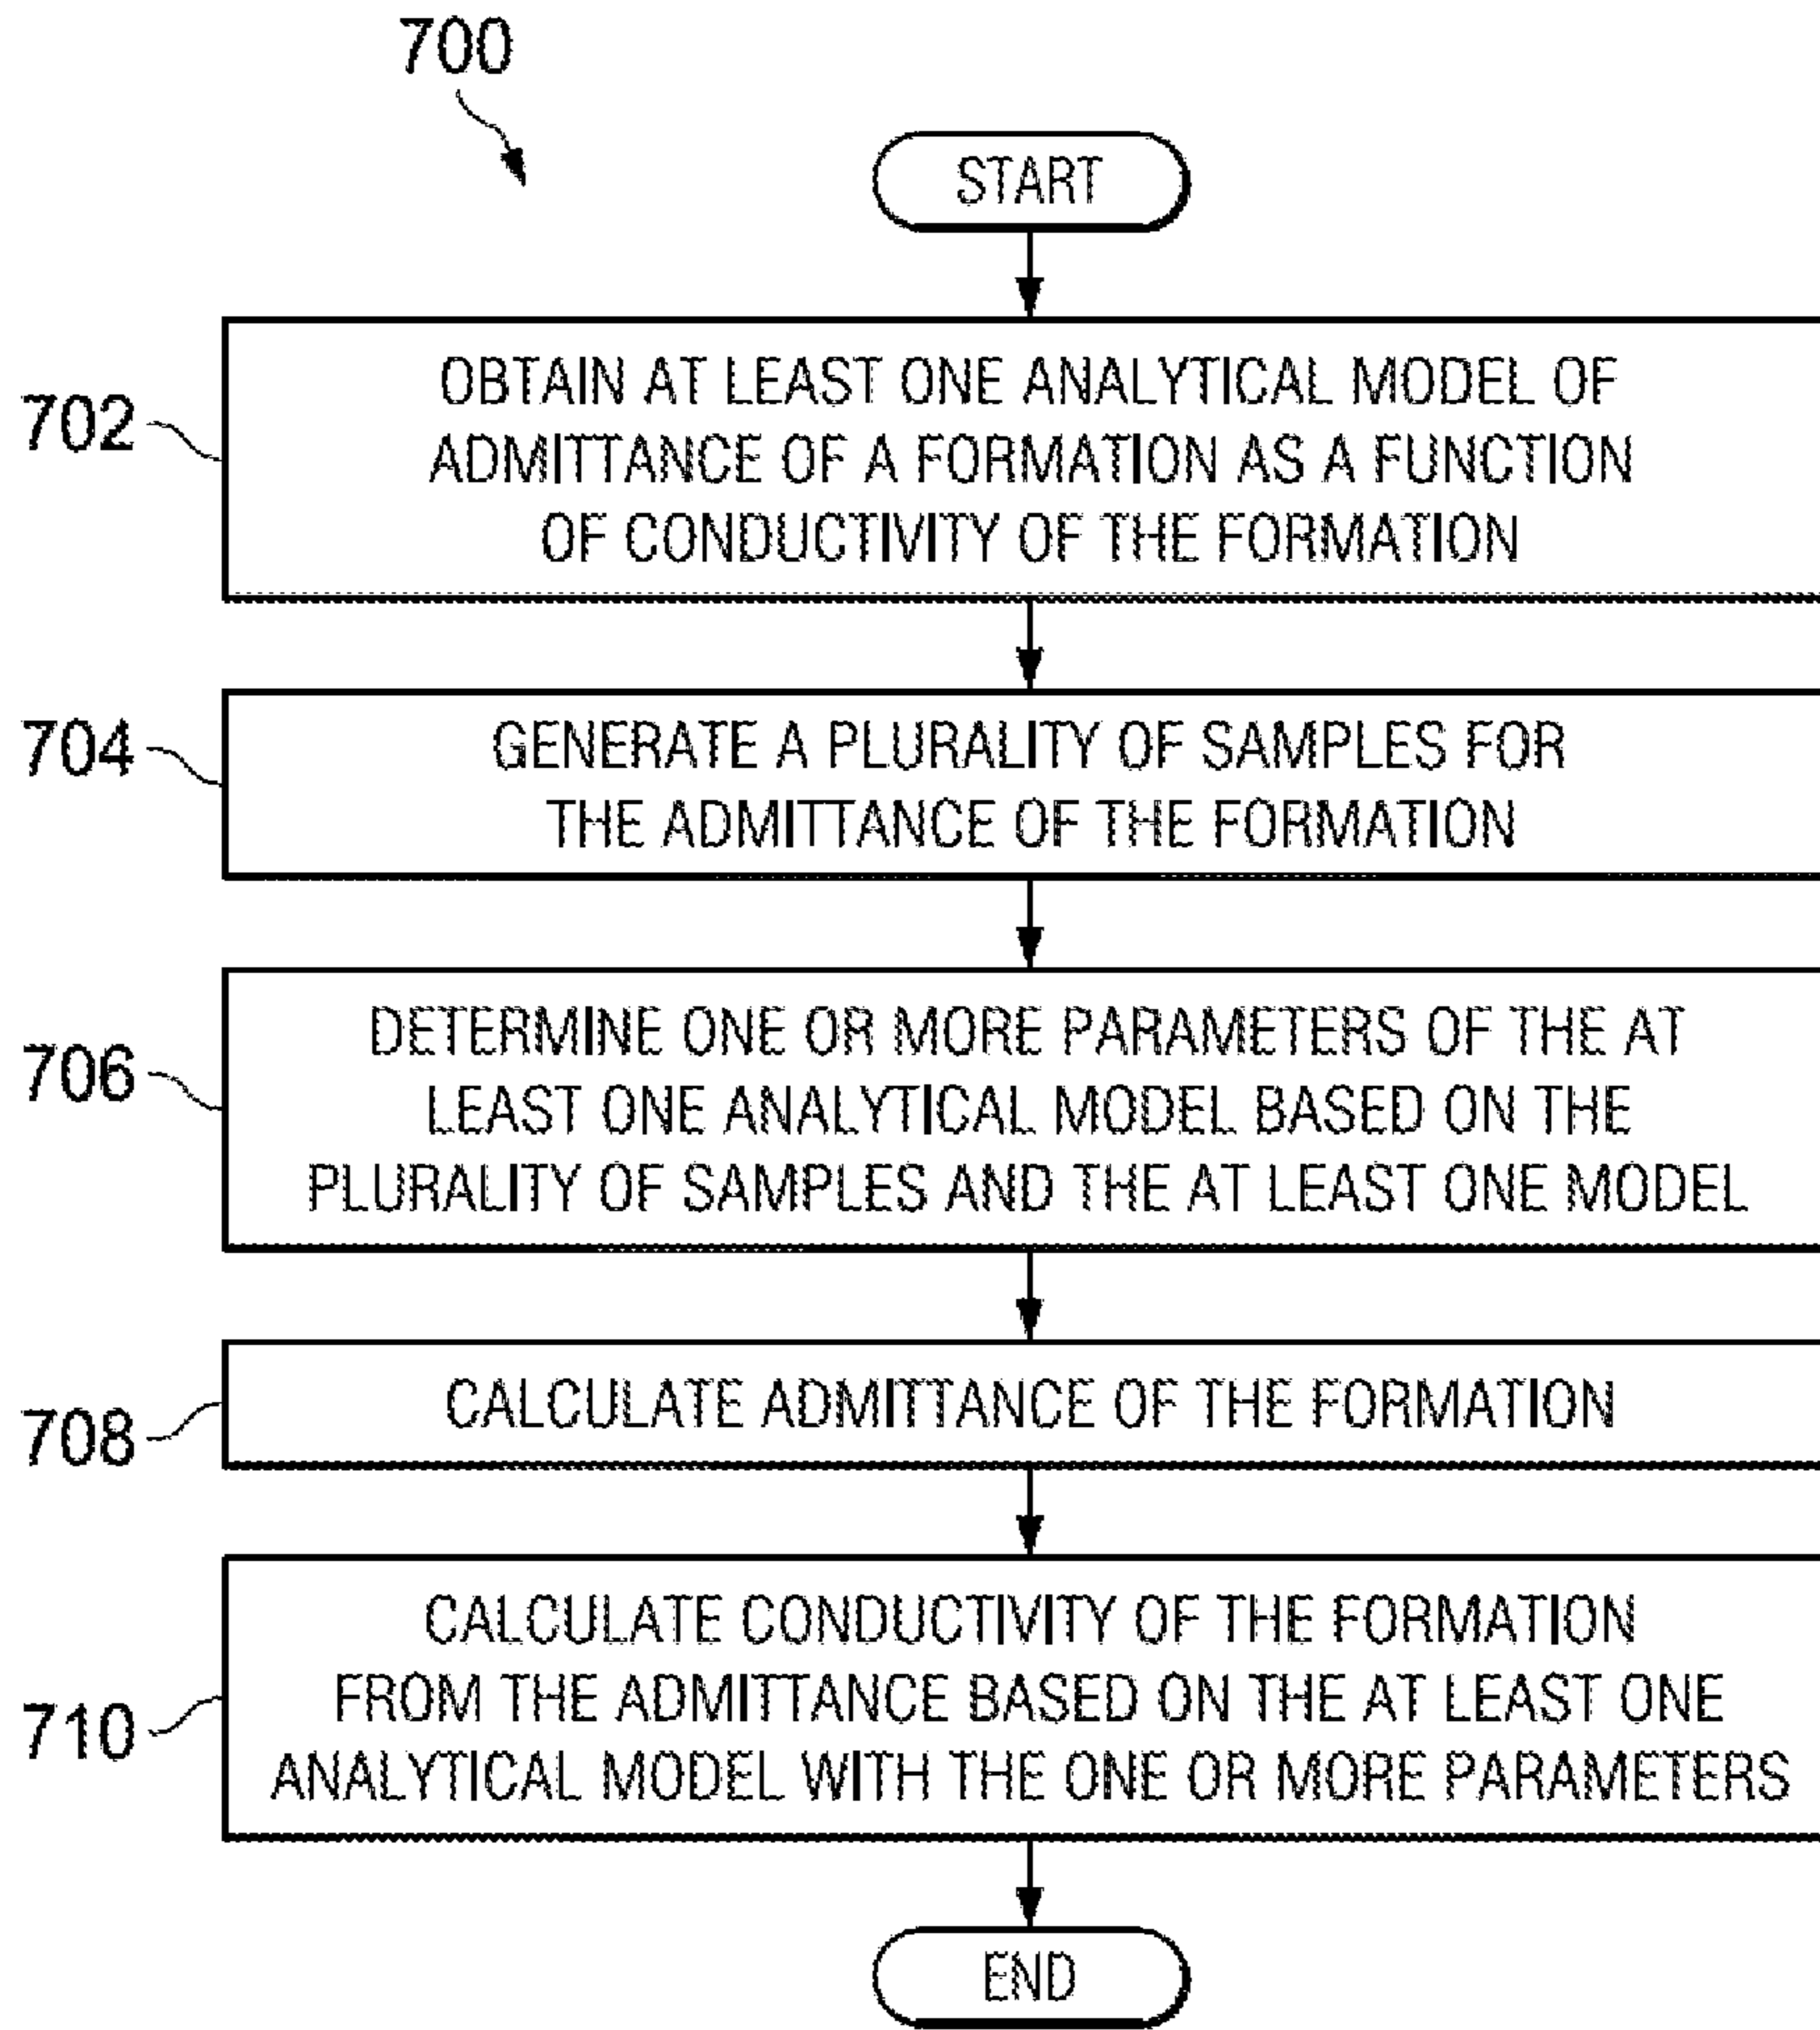 700
START
702
OBTAIN AT LEAST ONE ANALYTICAL MODEL OF
ADMITTANCE OF A FORMATION AS A FUNCTION
OF CONDUCTIVITY OF THE FORMATION
704
GENERATE A PLURALITY OF SAMPLES FOR
THE ADMITTANCE OF THE FORMATION
706
DETERMINE ONE OR MORE PARAMETERS OF THE AT
LEAST ONE ANALYTICAL MODEL BASED ON THE
PLURALITY OF SAMPLES AND THE AT LEAST ONE MODEL
708
CALCULATE ADMITTANCE OF THE FORMATION
710
CALCULATE CONDUCTIVITY OF THE FORMATION
FROM THE ADMITTANCE BASED ON THE AT LEAST ONE
ANALYTICAL MODEL WITH THE ONE OR MORE PARAMETERS
END